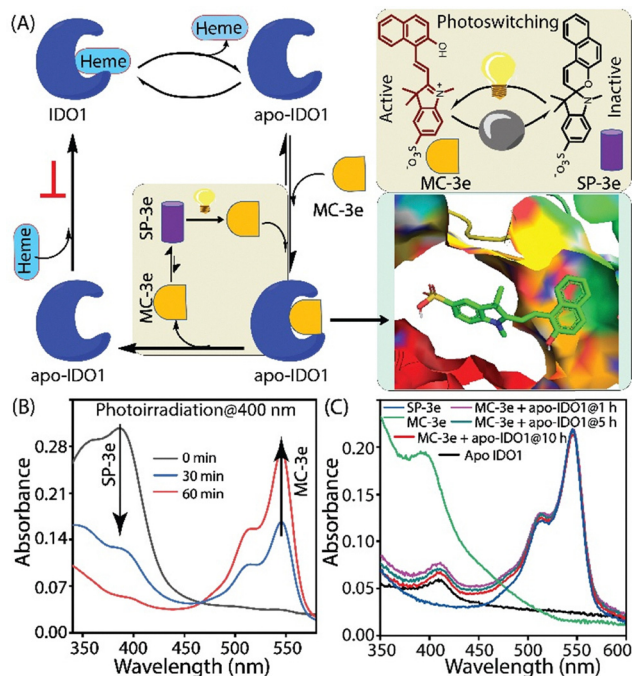 (A)
Heme
Heme
IDO1
apo-IDO1
Photoswitching
Active
HO
N+
SO3-
MC-3e
Inactive
O
N
SO3-
SP-3e
MC-3e
SP-3e
MC-3e
Heme
apo-IDO1
apo-IDO1
(B)
Photoirradiation@400 nm
0 min
30 min
60 min
SP-3e
MC-3e
Absorbance
0.28
0.21
0.14
0.07
0.00
350 400 450 500 550
Wavelength (nm)
(C)
SP-3e
MC-3e + apo-IDO1@1 h
MC-3e
MC-3e + apo-IDO1@5 h
MC-3e + apo-IDO1@10 h
Apo IDO1
Absorbance
0.20
0.15
0.10
0.05
0.00
350 400 450 500 550 600
Wavelength (nm)